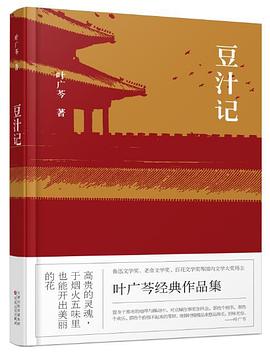 叶广芩 著
豆汁记
叶广芩 著
豆汁记
高贵的灵魂，
于烟火五味里
也能开出美丽
的花
鲁迅文学奖、老舍文学奖、百花文学奖等国内文学大奖得主
叶广芩经典作品集
——叶广芩